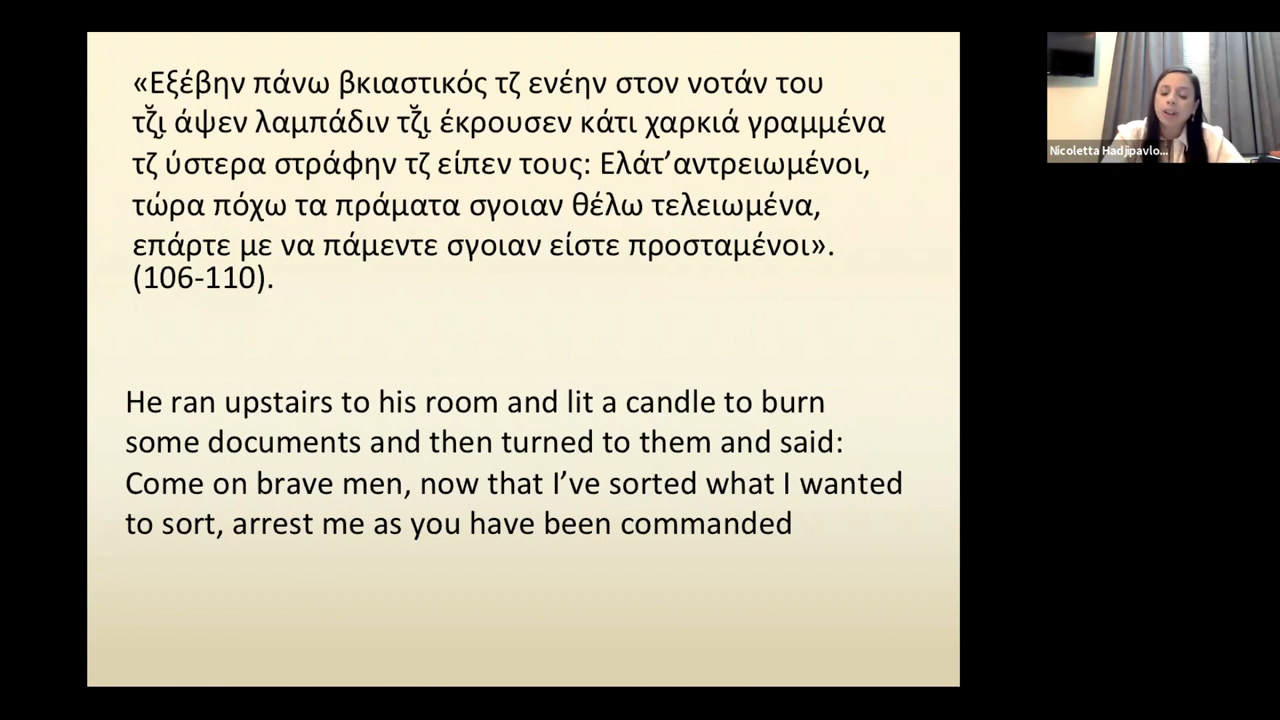 «Εξέβην πάνω βκιαστικός τζ ενέην στον νοτάν του
τζ̆ι̮ άψεν λαμπάδιν τζ̆ι̮ έκρουσεν κάτι χαρκιά γραμμένα
τζ ύστερα στράφην τζ είπεν τους: Ελάτ’αντρειωμένοι,
τώρα πόχω τα πράματα σγοιαν θέλω τελειωμένα,
επάρτε με να πάμεντε σγοιαν είστε προσταμένοι».
(106-110).
He ran upstairs to his room and lit a candle to burn
some documents and then turned to them and said:
Come on brave men, now that I’ve sorted what I wanted
to sort, arrest me as you have been commanded
Nicoletta Hadjipavlo...